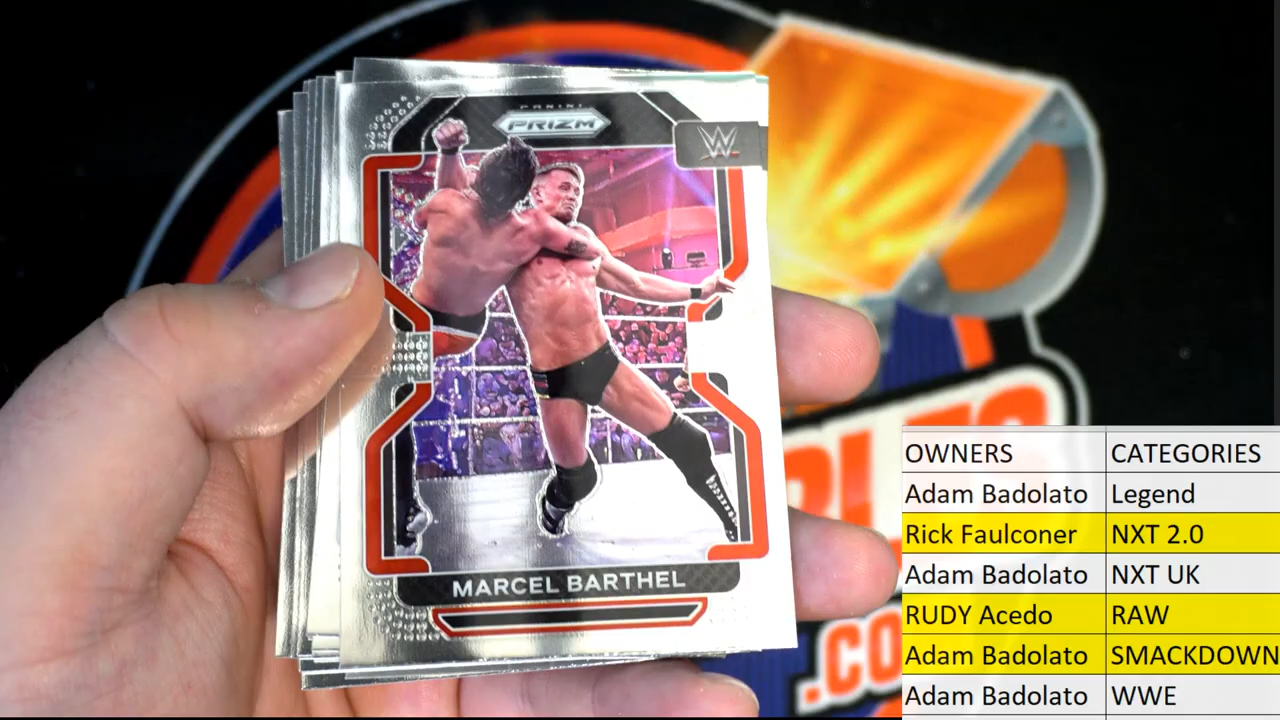 PANINI
PRIZM
W
MARCEL BARTHEL
.CO
OWNERS CATEGORIES
Adam Badolato Legend
Rick Faulconer NXT 2.0
Adam Badolato NXT UK
RUDY Acedo RAW
Adam Badolato SMACKDOWN
Adam Badolato WWE